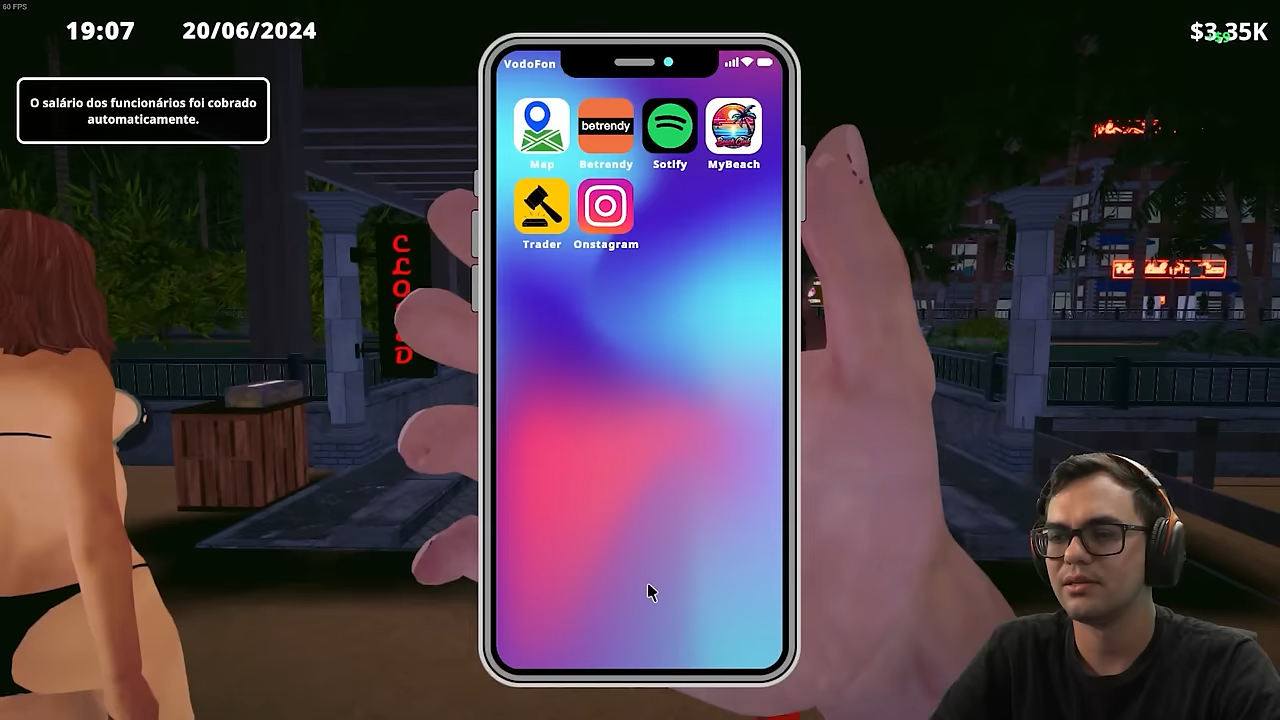 60 FPS
19:07 20/06/2024
$3.35K
O salário dos funcionários foi cobrado
automaticamente.
VodoFon
betrendy
Map Betrendy Sotify MyBeach
Trader Onstagram